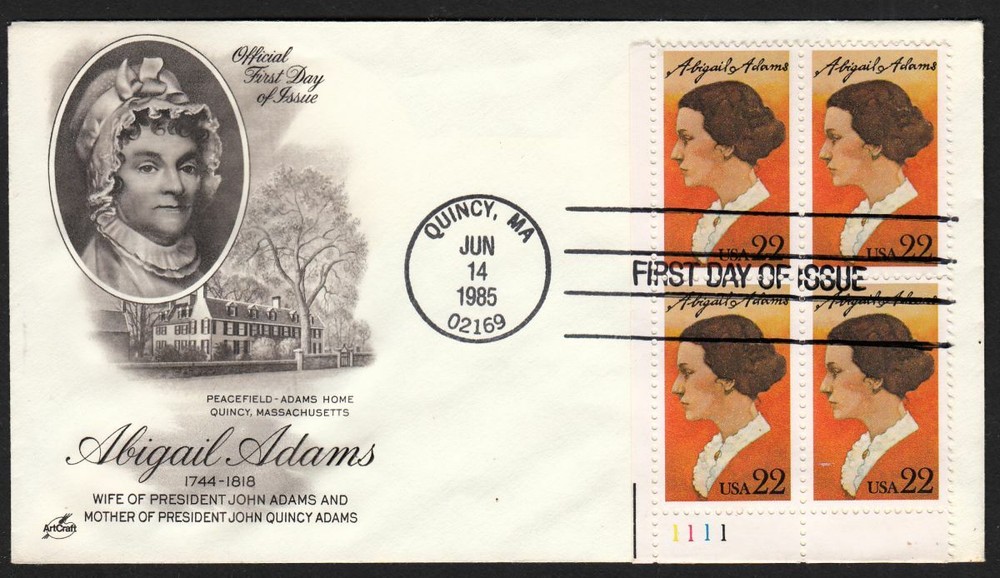 Official
First Day
of Issue
PEACEFIELD - ADAMS HOME
QUINCY, MASSACHUSETTS
Abigail Adams
1744 - 1818
WIFE OF PRESIDENT JOHN ADAMS AND
MOTHER OF PRESIDENT JOHN QUINCY ADAMS
ArtCraft
QUINCY, MA
JUN
14
1985
02169
FIRST DAY OF ISSUE
Abigail Adams
USA 22
Abigail Adams
USA 22
Abigail Adams
USA 22
Abigail Adams
USA 22
1111